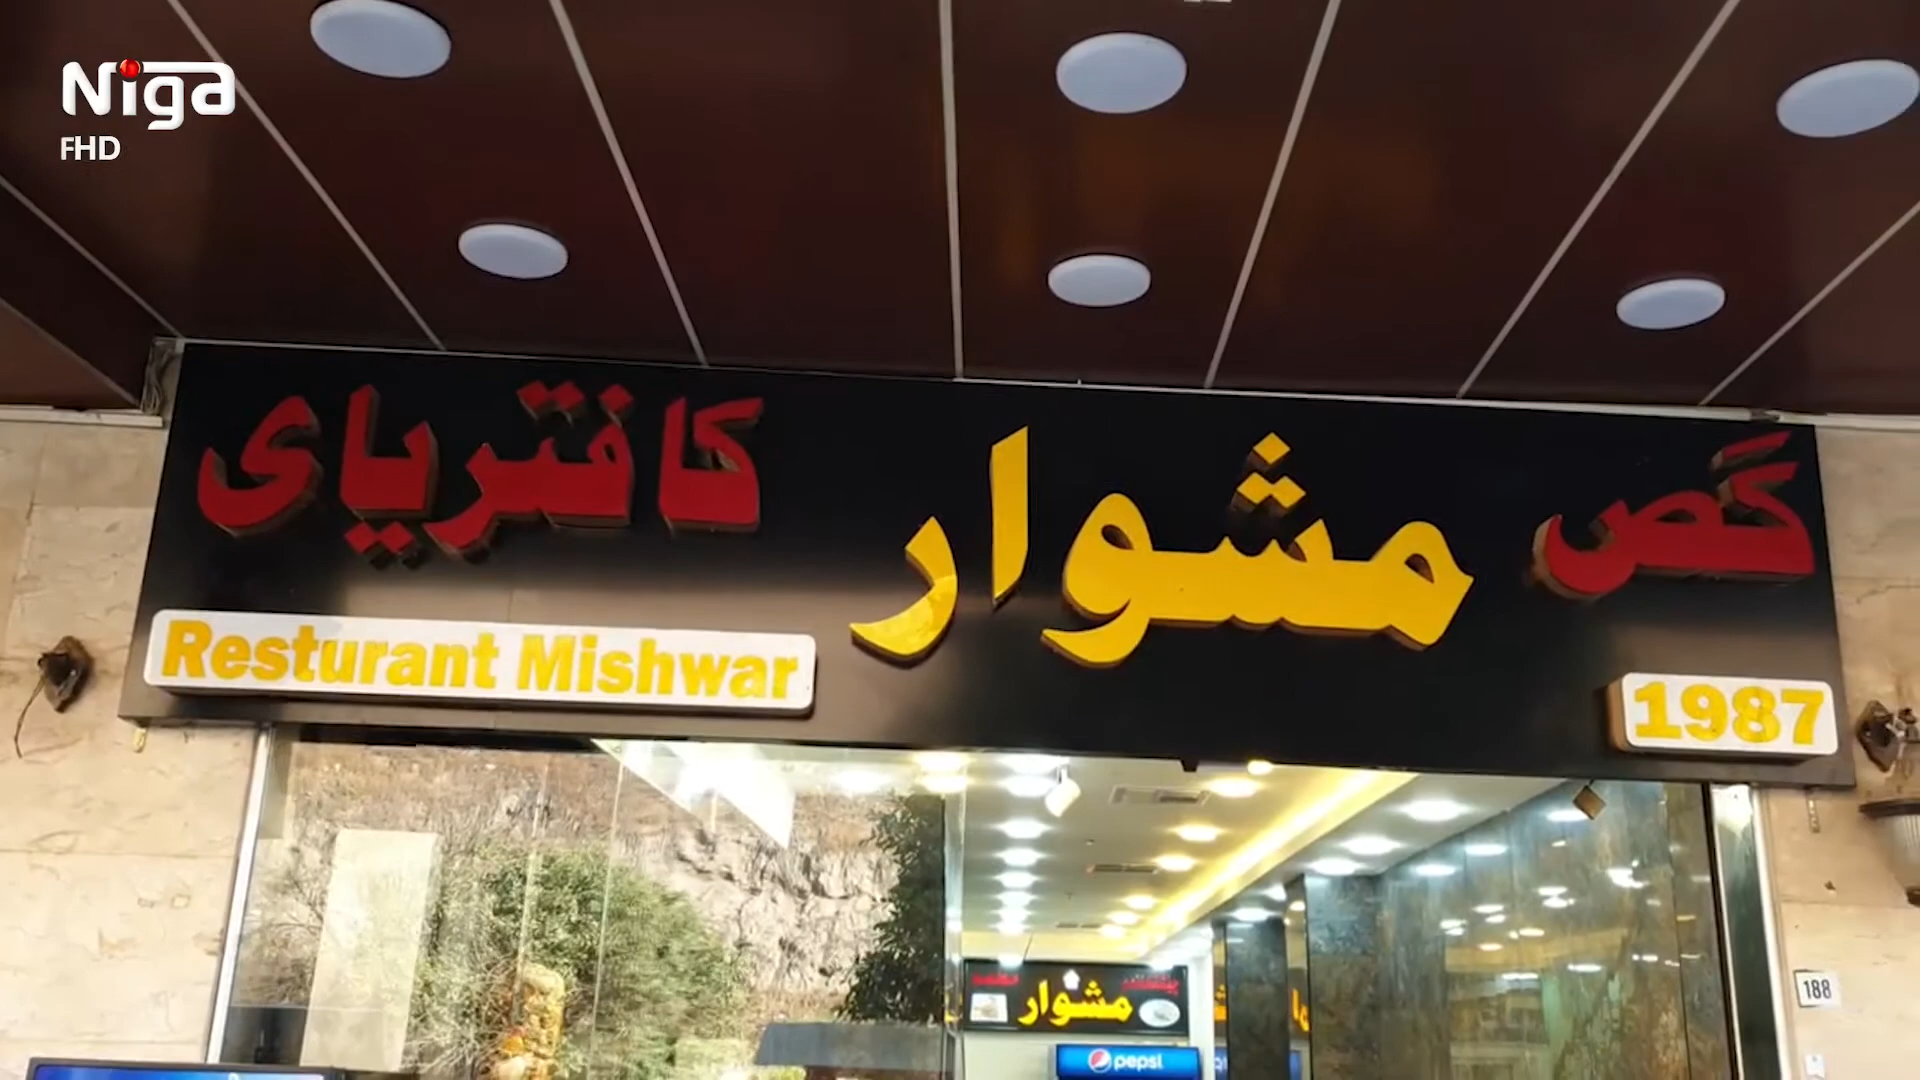 Niga
FHD
کافتریای
مشوار
گص
Resturant Mishwar
1987
مشوار
pepsi
188